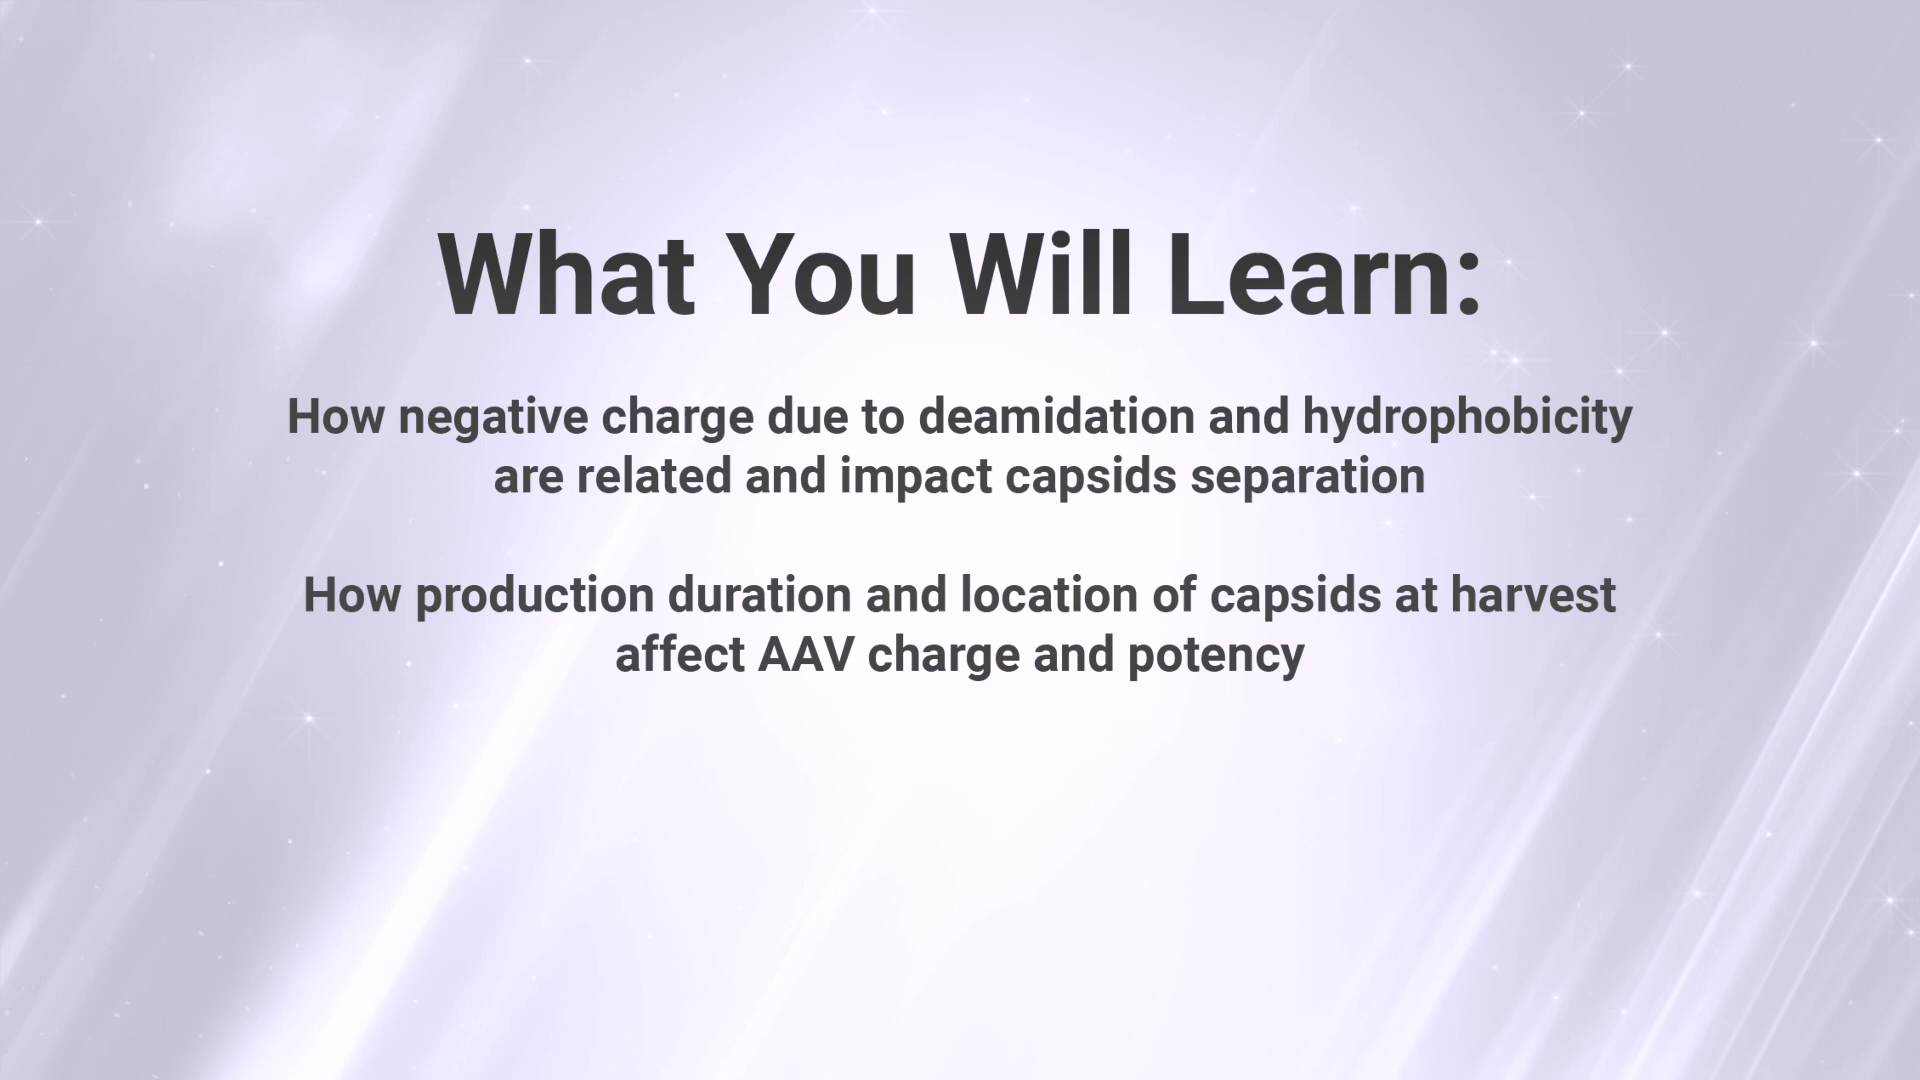 What You Will Learn:
How negative charge due to deamidation and hydrophobicity
are related and impact capsids separation
How production duration and location of capsids at harvest
affect AAV charge and potency